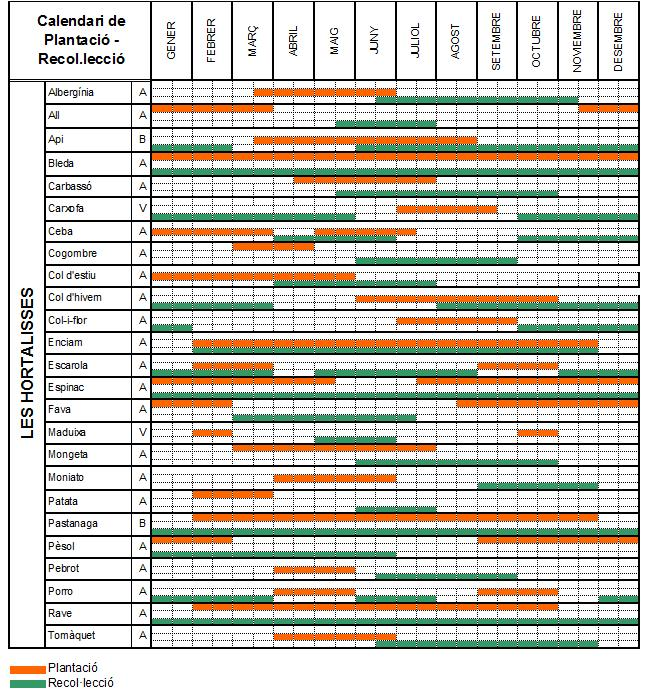 Calendari de
Plantació -
Recol.lecció
GENER
FEBRER
MARÇ
ABRIL
MAIG
JUNY
JULIOL
AGOST
SETEMBRE
OCTUBRE
NOVIEMBRE
DESEMBRE
LES HORTALISSES
Albergínia A
All A
Api B
Bleda A
Carbassó A
Carxofa V
Ceba A
Cogombre A
Col d'estiu A
Col d'hivern A
Col-i-flor A
Enciam A
Escarola A
Espinac A
Fava A
Maduixa V
Mongeta A
Moniato A
Patata A
Pastanaga B
Pèsol A
Pebrot A
Porro A
Rave A
Tomàquet A
Plantació
Recol·lecció